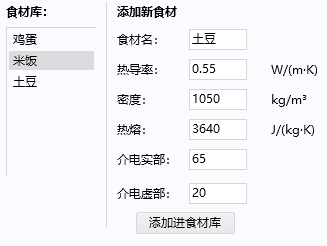 食材库：
鸡蛋
米饭
土豆
添加新食材
食材名： 土豆
热导率： 0.55 W/(m·K)
密度： 1050 kg/m³
热熔： 3640 J/(kg·K)
介电实部： 65
介电虚部： 20
添加进食材库